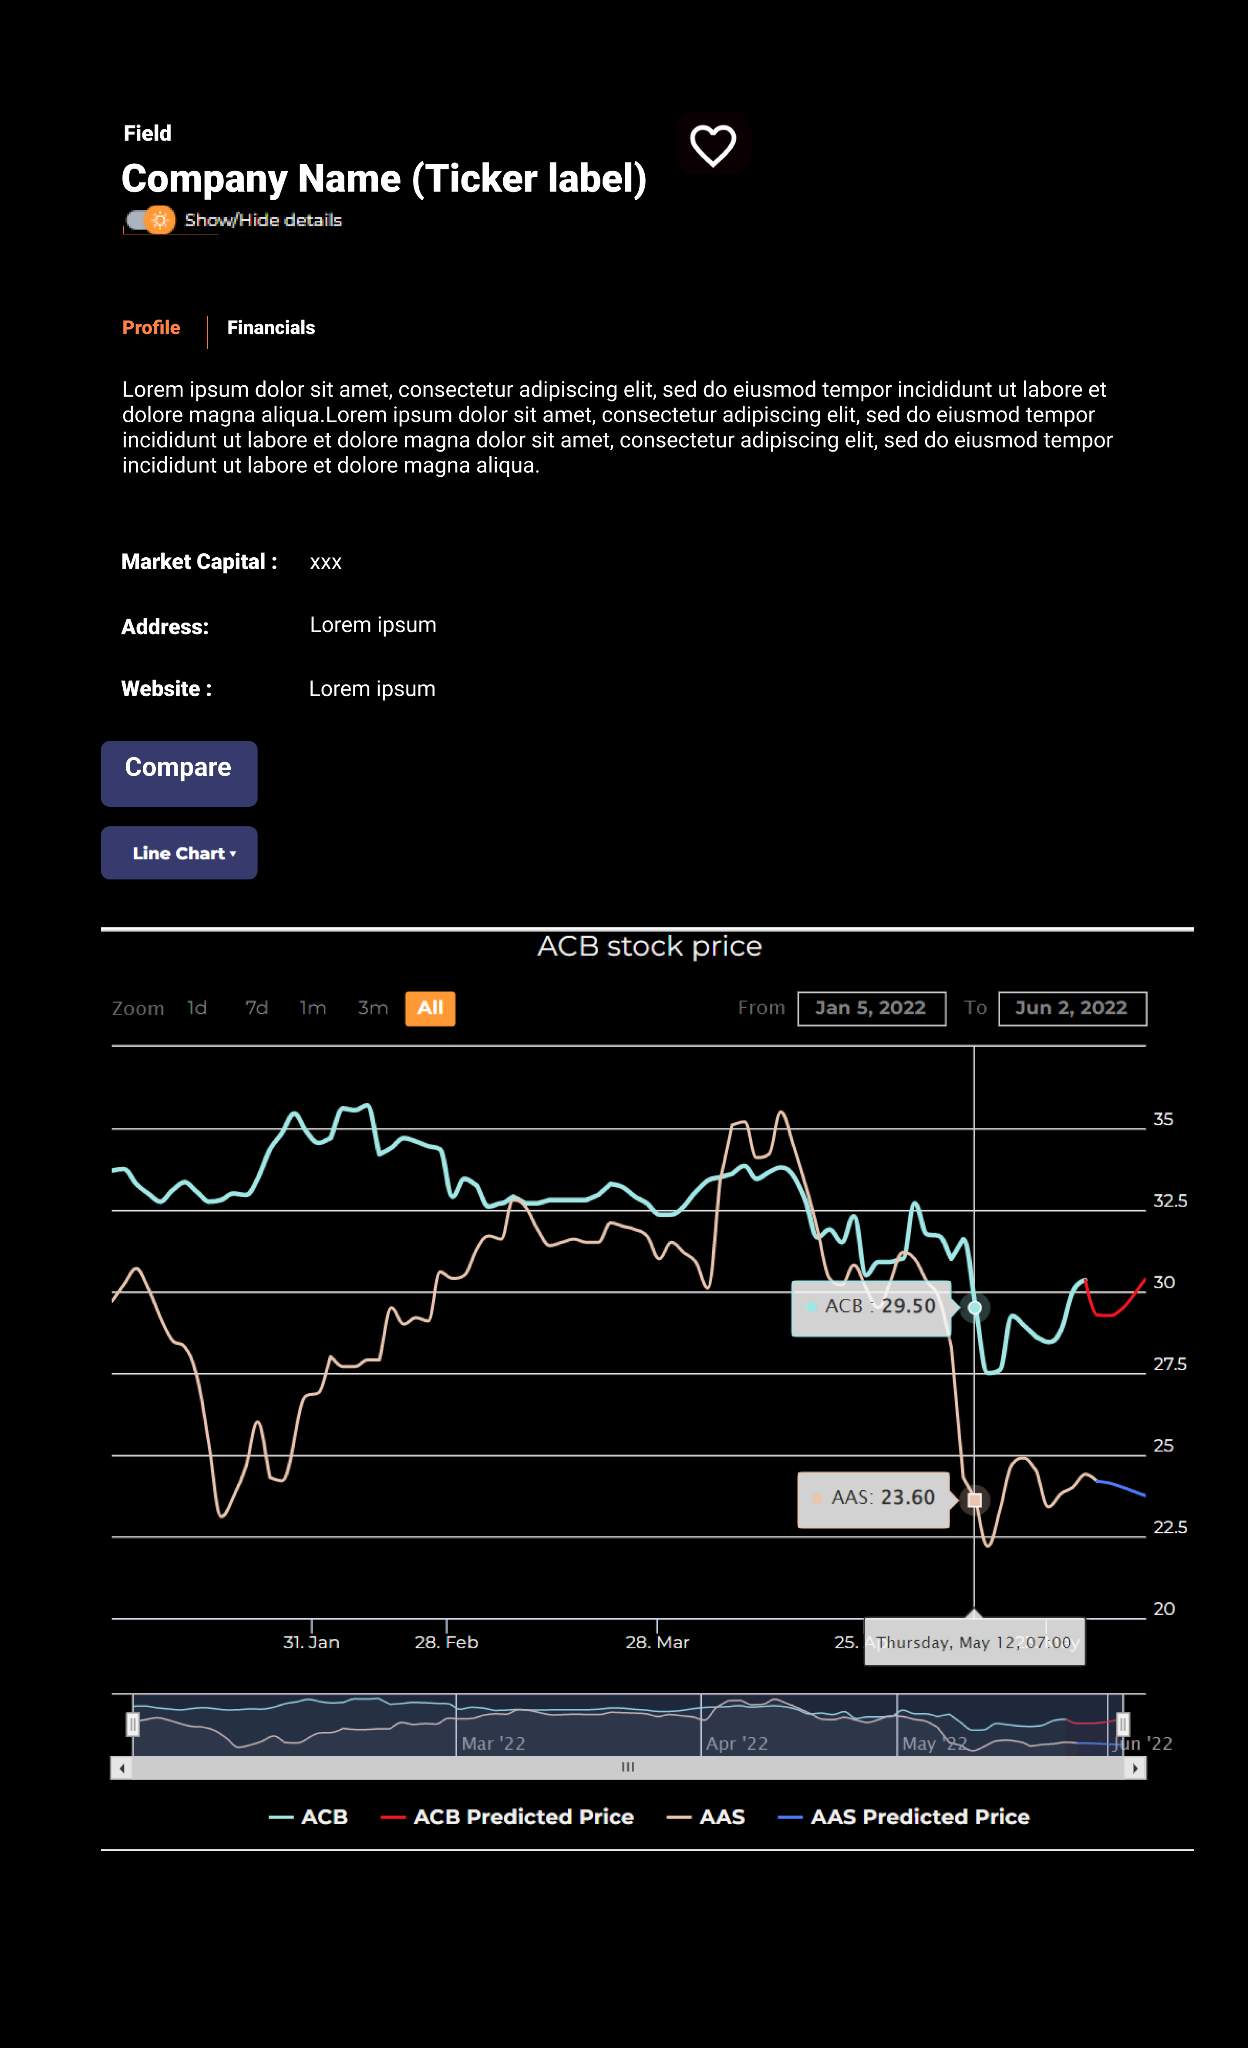 Field
Company Name (Ticker label)
Show/Hide details
Profile
Financials
Lorem ipsum dolor sit amet, consectetur adipiscing elit, sed do eiusmod tempor incididunt ut labore et
dolore magna aliqua.Lorem ipsum dolor sit amet, consectetur adipiscing elit, sed do eiusmod tempor
incididunt ut labore et dolore magna dolor sit amet, consectetur adipiscing elit, sed do eiusmod tempor
incididunt ut labore et dolore magna aliqua.
Market Capital : xxx
Address: Lorem ipsum
Website : Lorem ipsum
Compare
Line Chart ▾
ACB stock price
Zoom 1d 7d 1m 3m All From Jan 5, 2022 To Jun 2, 2022
35
32.5
30
ACB : 29.50
27.5
25
AAS: 23.60
22.5
20
31. Jan 28. Feb 28. Mar 25.
Thursday, May 12, 07:00
Mar '22 Apr '22 May '22 Jun '22
ACB ACB Predicted Price AAS AAS Predicted Price